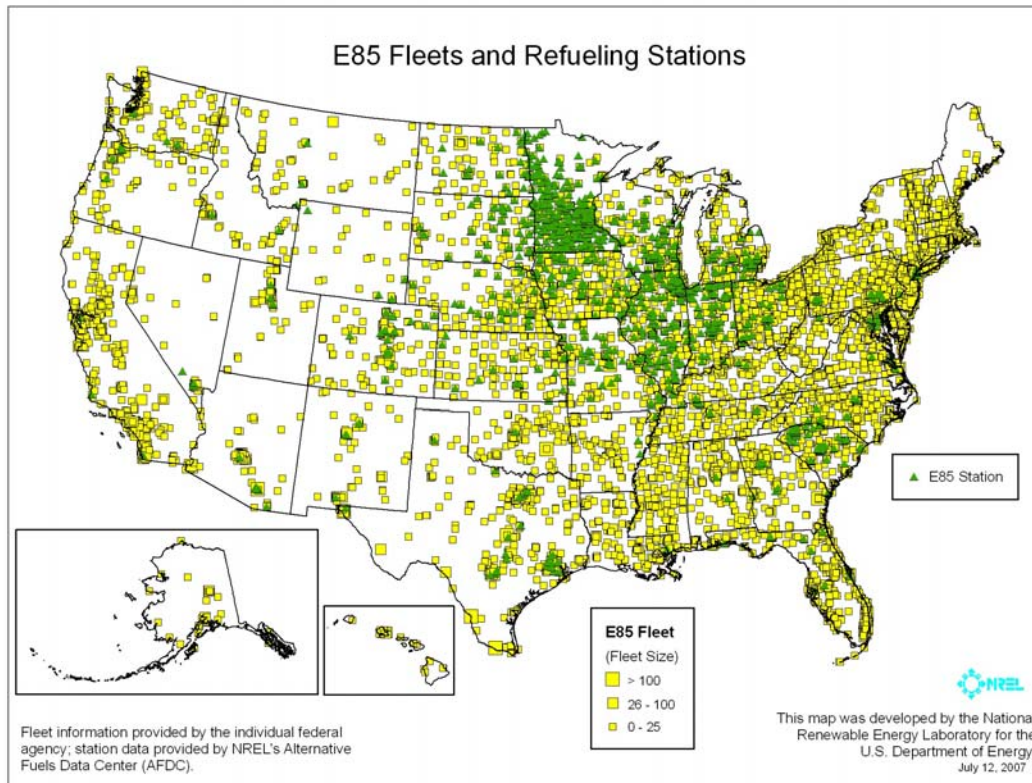 E85 Fleets and Refueling Stations
E85 Station
E85 Fleet
(Fleet Size)
> 100
26 - 100
0 - 25
NREL
Fleet information provided by the individual federal
agency; station data provided by NREL's Alternative
Fuels Data Center (AFDC).
This map was developed by the National
Renewable Energy Laboratory for the
U.S. Department of Energy
July 12, 2007